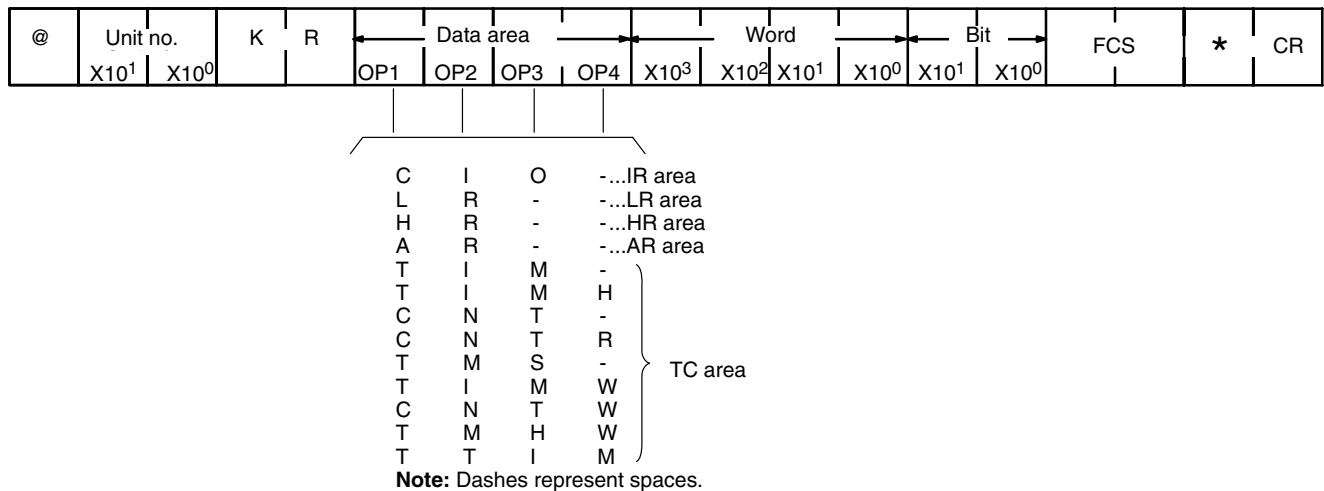 @ Unit no. K R Data area Word Bit FCS * CR
X10¹ X10⁰ OP1 OP2 OP3 OP4 X10³ X10² X10¹ X10⁰ X10¹ X10⁰
C I O -...IR area
L R - -...LR area
H R - -...HR area
A R - -...AR area
T I M -
T I M H
C N T -
C N T R
T M S -
TC area
T I M W
C N T W
T M H W
T T I M
Note: Dashes represent spaces.